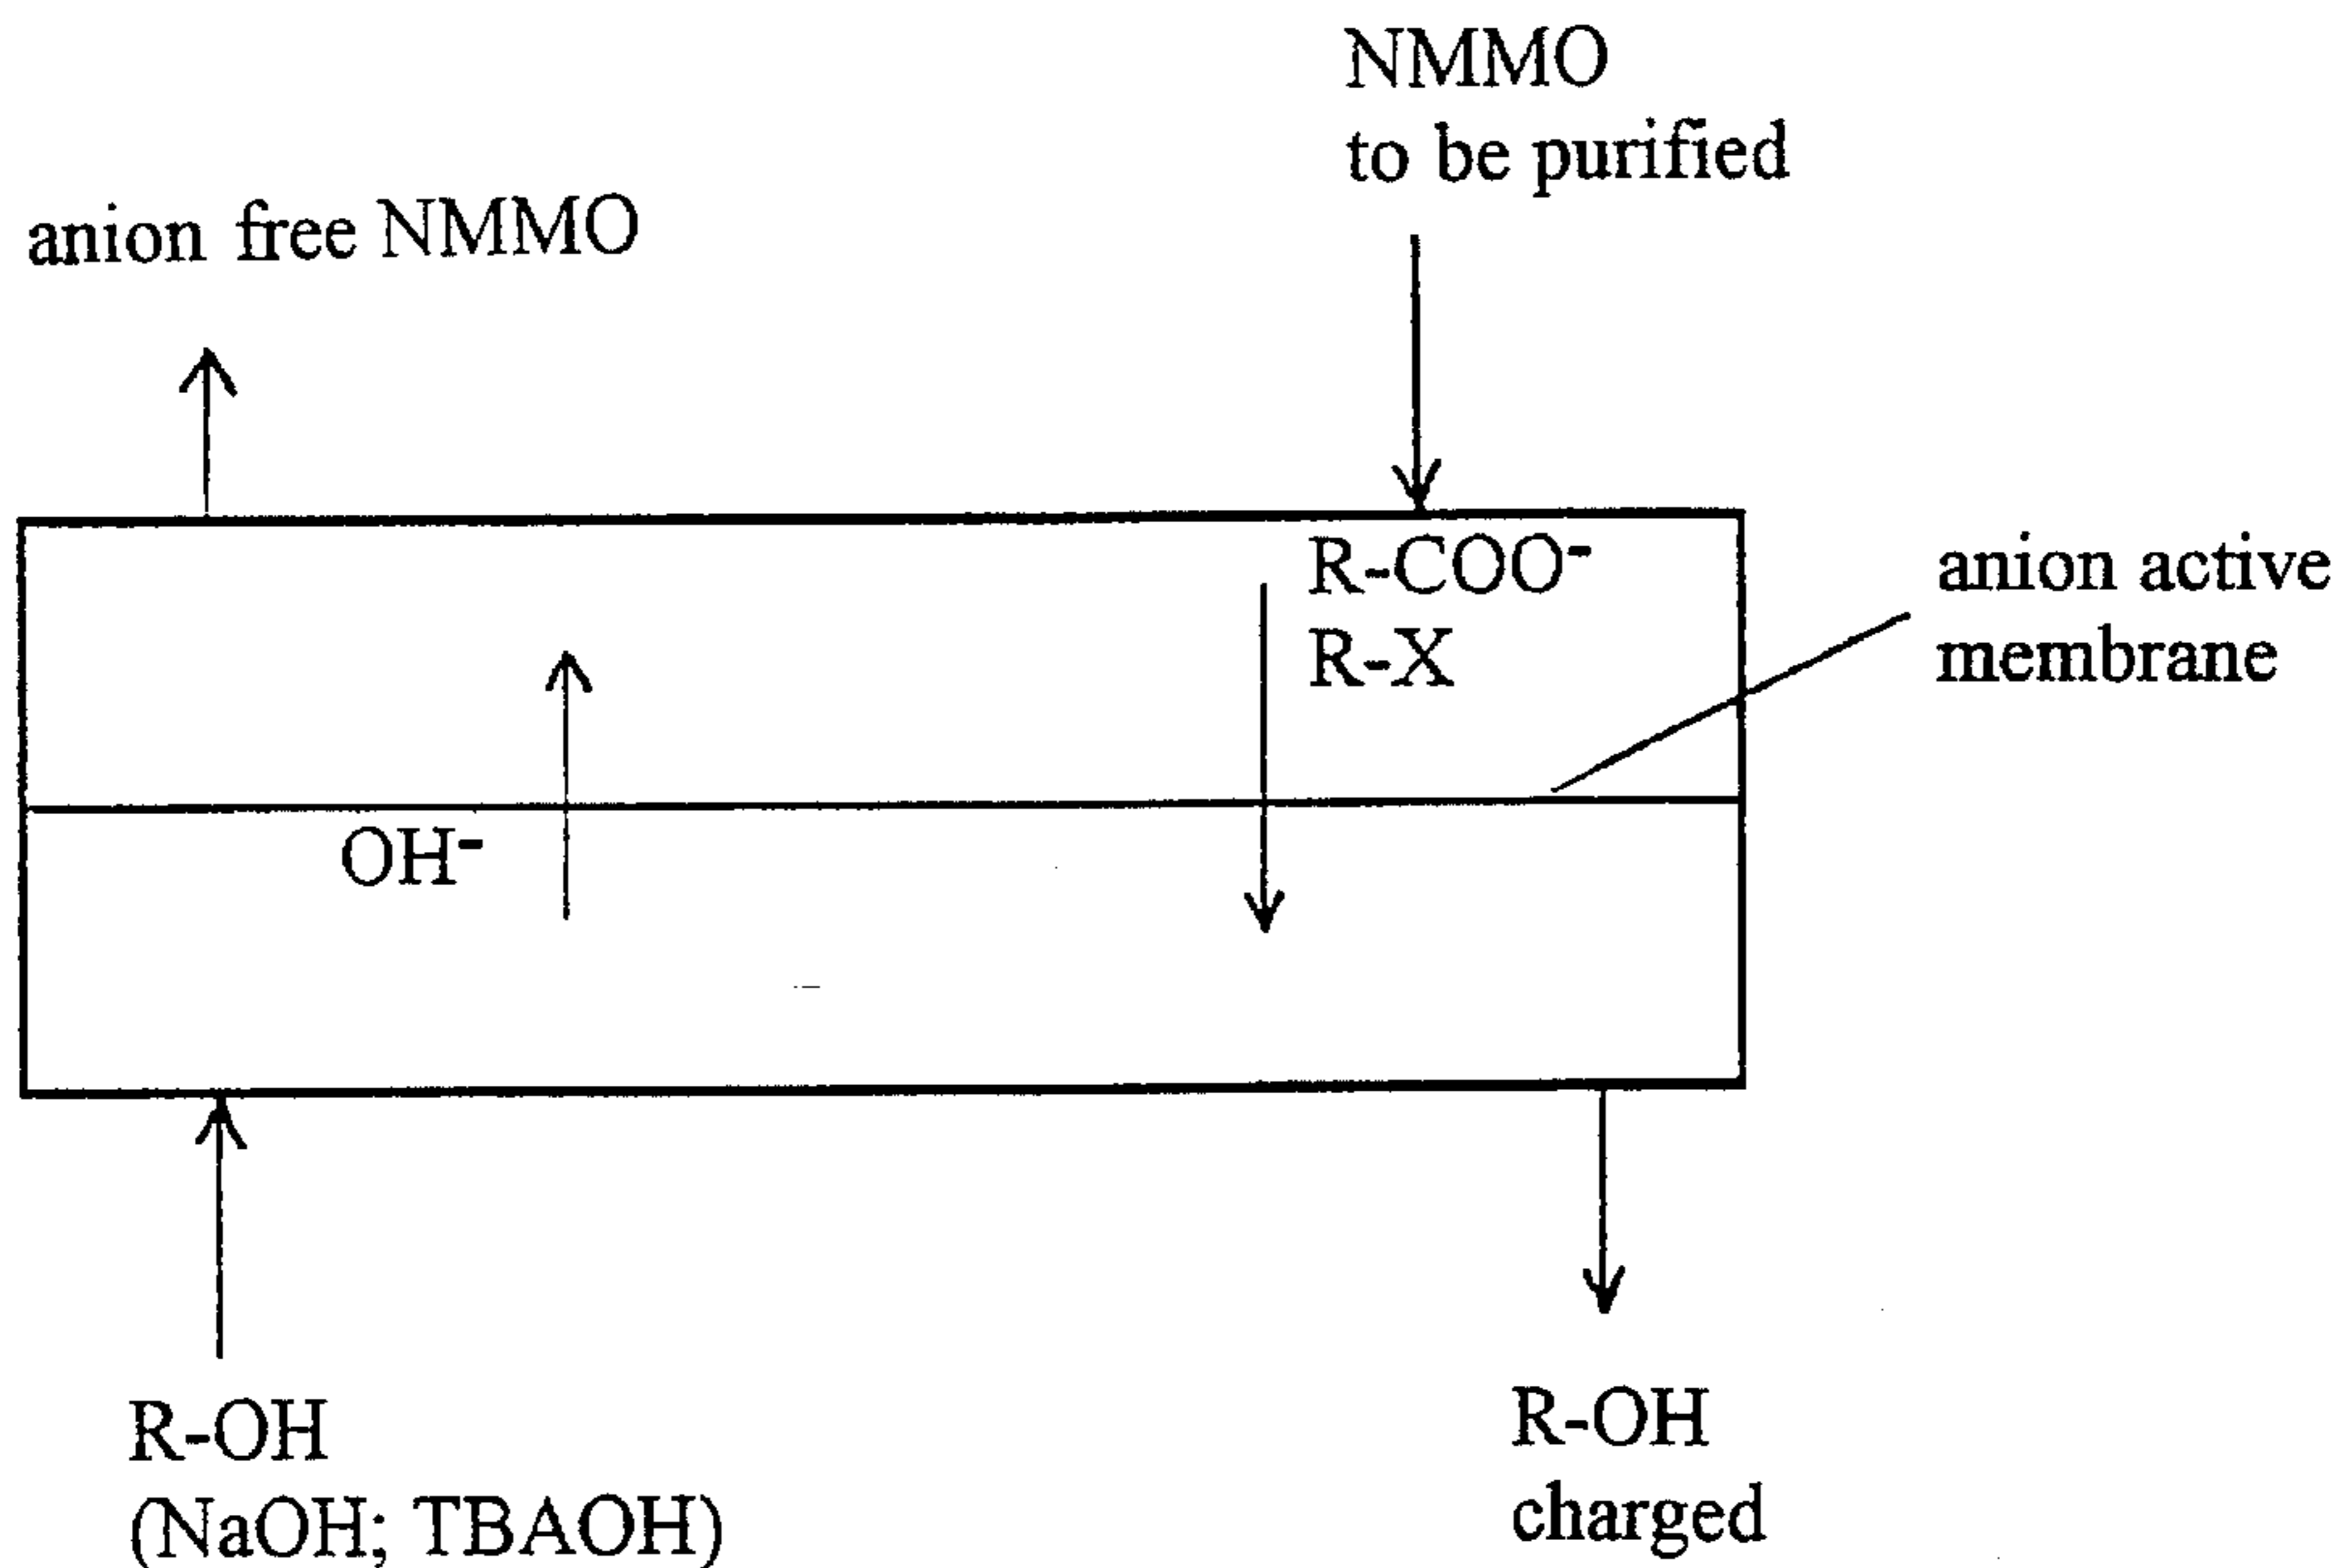 NMMO
to be purified
anion free NMMO
R-COO⁻
R-X
anion active
membrane
OH⁻
R-OH
(NaOH; TBAOH)
R-OH
charged